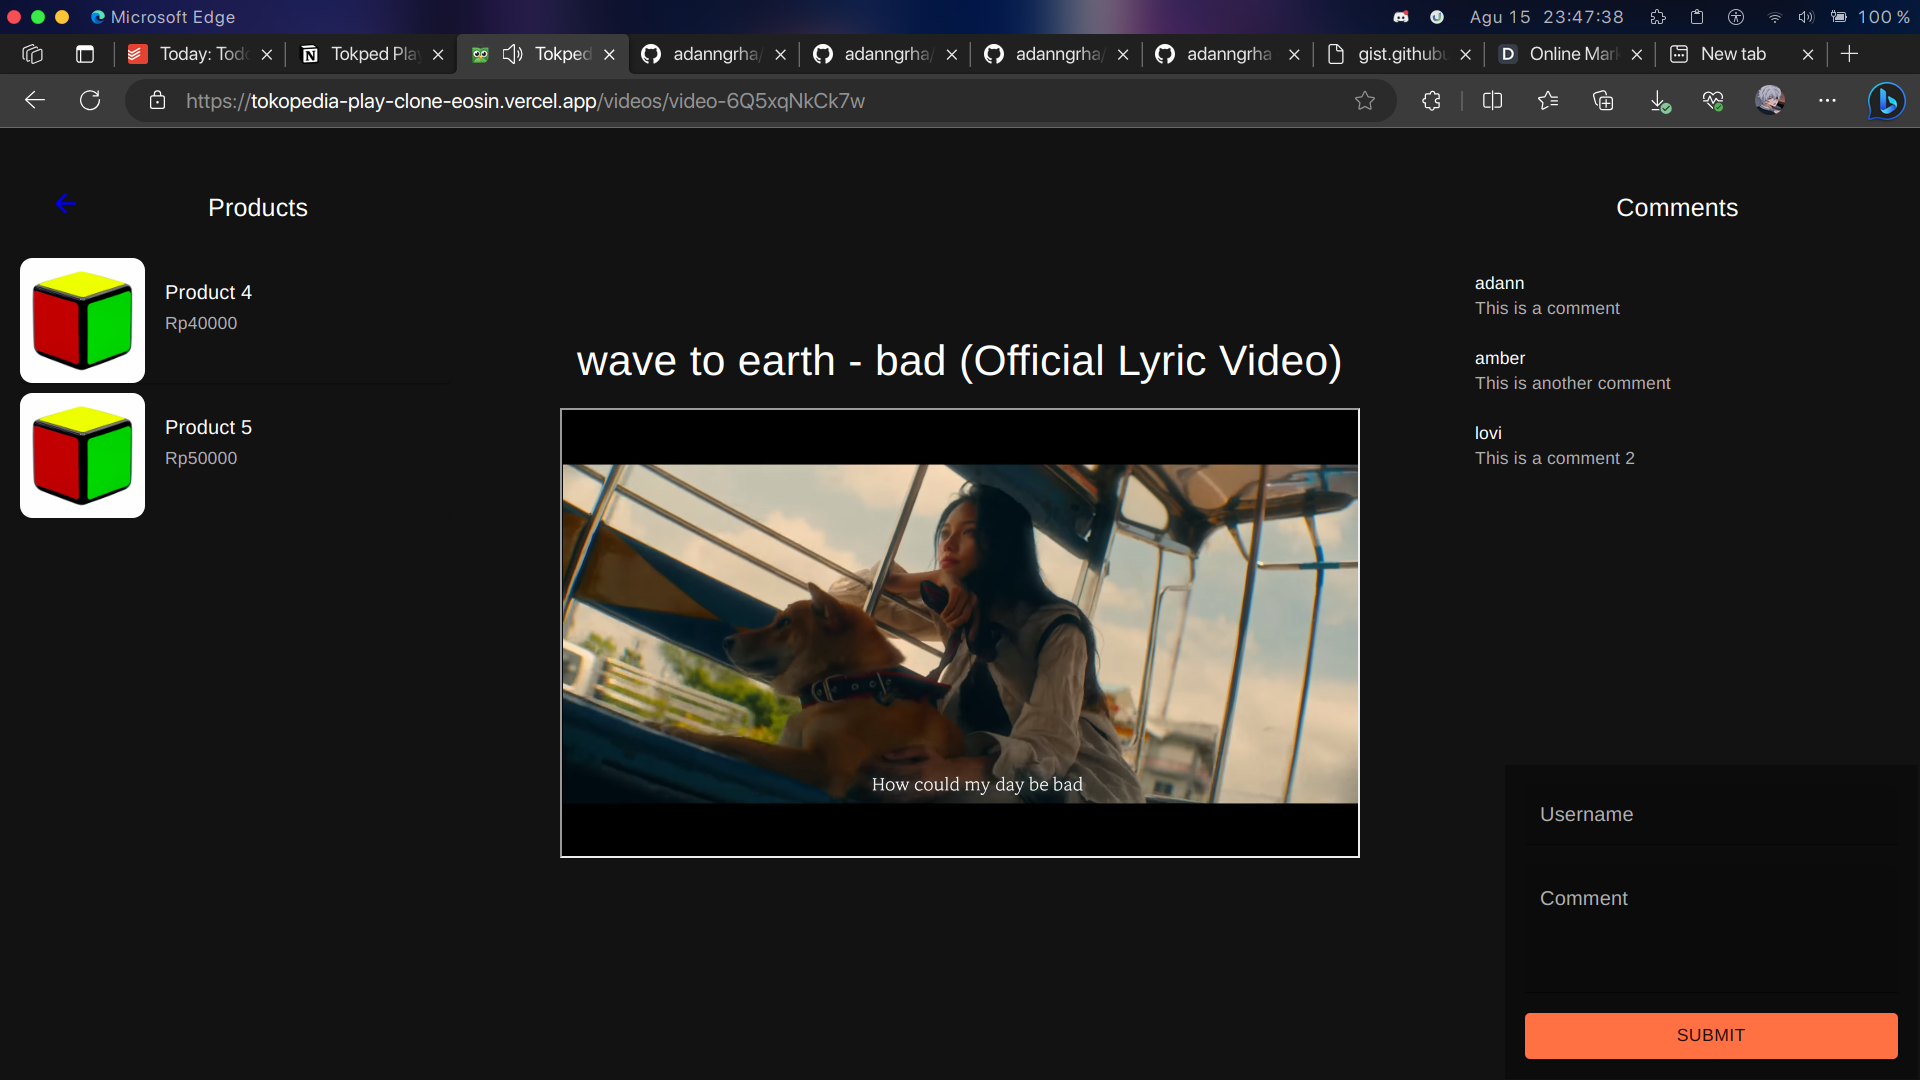 Microsoft Edge
Agu 15 23:47:38
100 %
Today: Tod
Tokped Pla
Tokped
adanngrha/
adanngrha/
adanngrha/
adanngrha
gist.githubu
Online Mar
New tab
https://tokopedia-play-clone-eosin.vercel.app/videos/video-6Q5xqNkCk7w
Products
Product 4
Rp40000
Product 5
Rp50000
wave to earth - bad (Official Lyric Video)
How could my day be bad
Comments
adann
This is a comment
amber
This is another comment
lovi
This is a comment 2
Username
Comment
SUBMIT